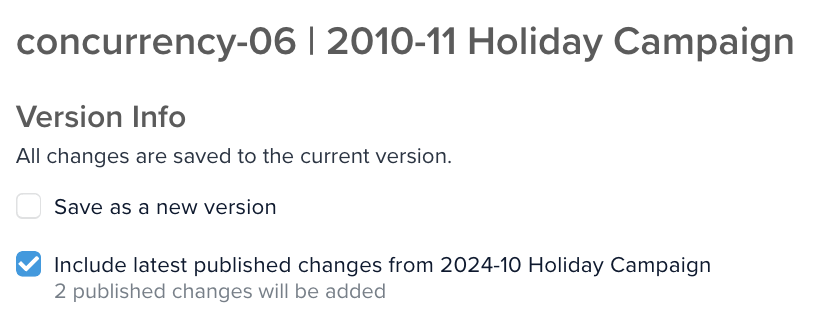 concurrency-06 | 2010-11 Holiday Campaign
Version Info
All changes are saved to the current version.
Save as a new version
Include latest published changes from 2024-10 Holiday Campaign
2 published changes will be added